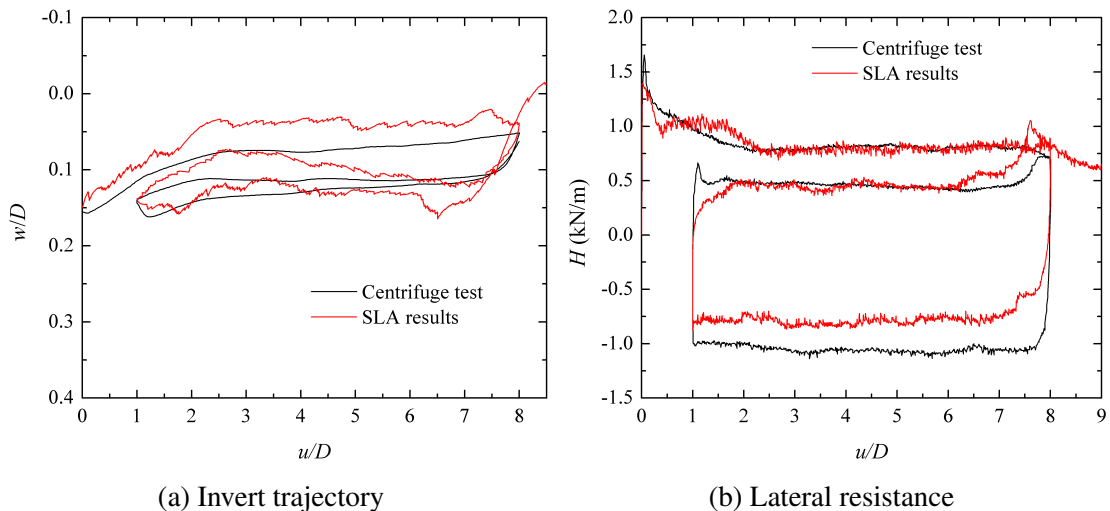 -0.1
0.0
0.1
0.2
0.3
0.4
w/D
0 1 2 3 4 5 6 7 8
u/D
Centrifuge test
SLA results
(a) Invert trajectory
2.0
1.5
1.0
0.5
0.0
-0.5
-1.0
-1.5
H (kN/m)
0 1 2 3 4 5 6 7 8 9
u/D
Centrifuge test
SLA results
(b) Lateral resistance